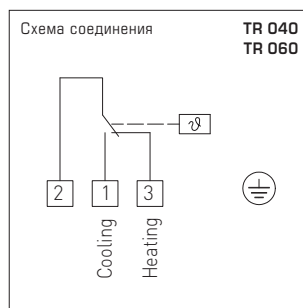 Схема соединения
TR 040
TR 060
ϑ
2 1 3
Cooling
Heating